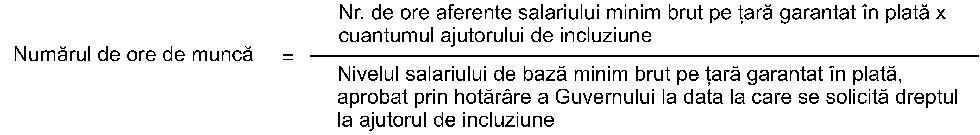 Nr. de ore aferente salariului minim brut pe țară garantat în plată x
cuantumul ajutorului de incluziune
Numărul de ore de muncă =
Nivelul salariului de bază minim brut pe țară garantat în plată,
aprobat prin hotărâre a Guvernului la data la care se solicită dreptul
la ajutorul de incluziune